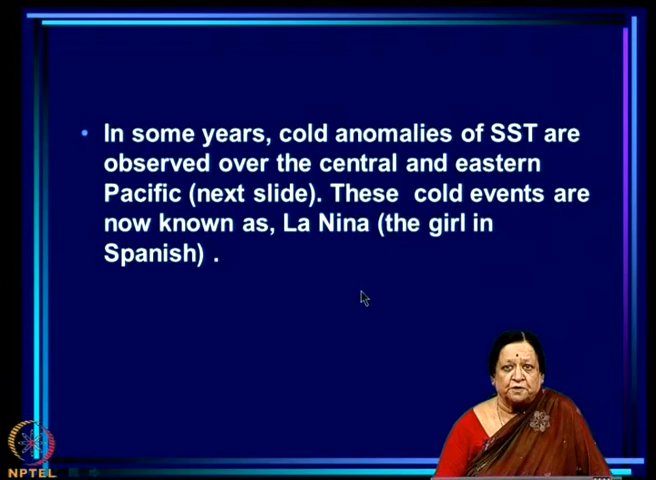 • In some years, cold anomalies of SST are
observed over the central and eastern
Pacific (next slide). These cold events are
now known as, La Nina (the girl in
Spanish) .
NPTEL